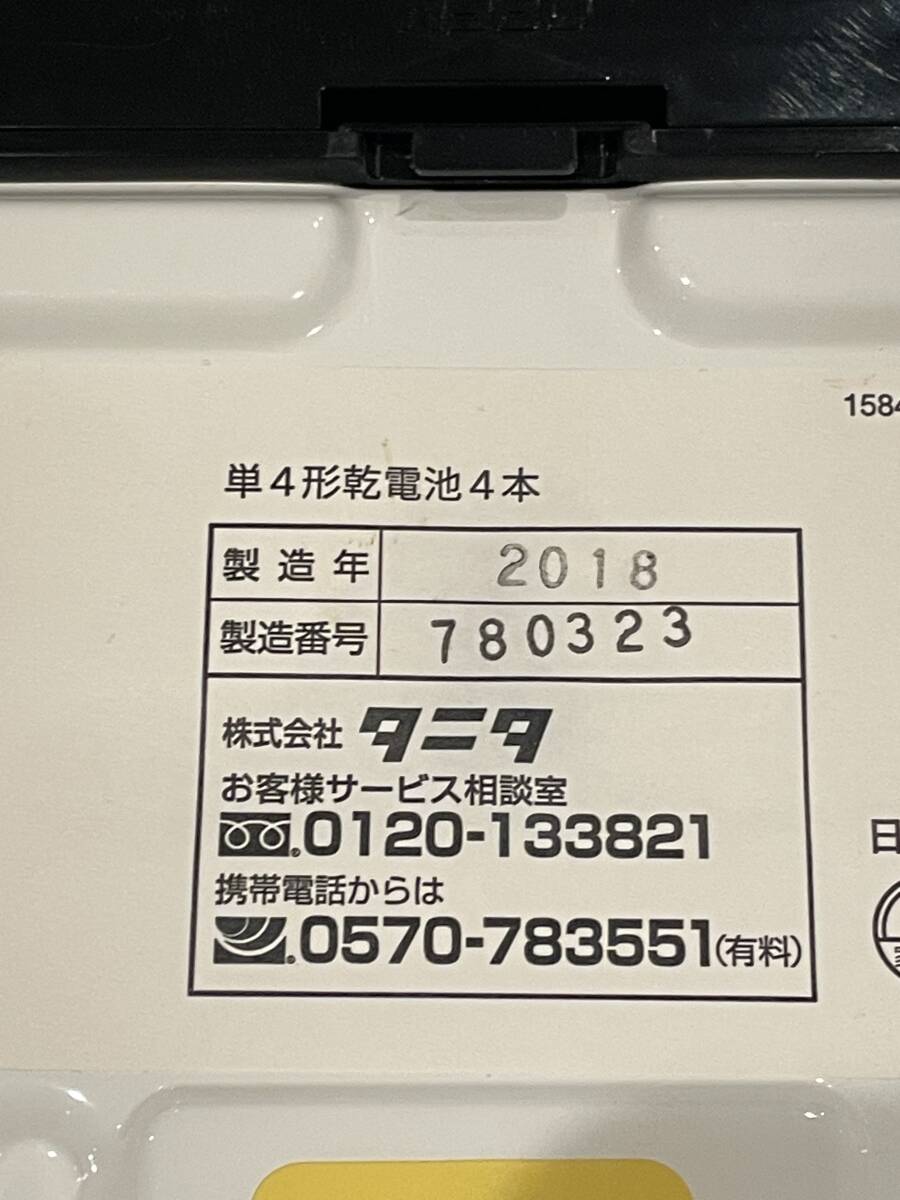 1584
単4形乾電池4本
製造年 2018
製造番号 780323
株式会社 タニタ
お客様サービス相談室
0120-133821
携帯電話からは
0570-783551(有料)
日